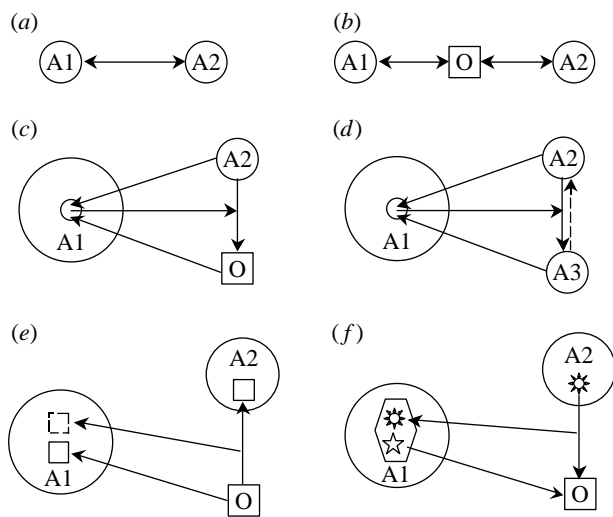 (a) (b)
A1 A2 A1 O A2
(c) (d)
A2 A2
A1 A1
O A3
(e) (f)
A2 A2
A1 A1
O O